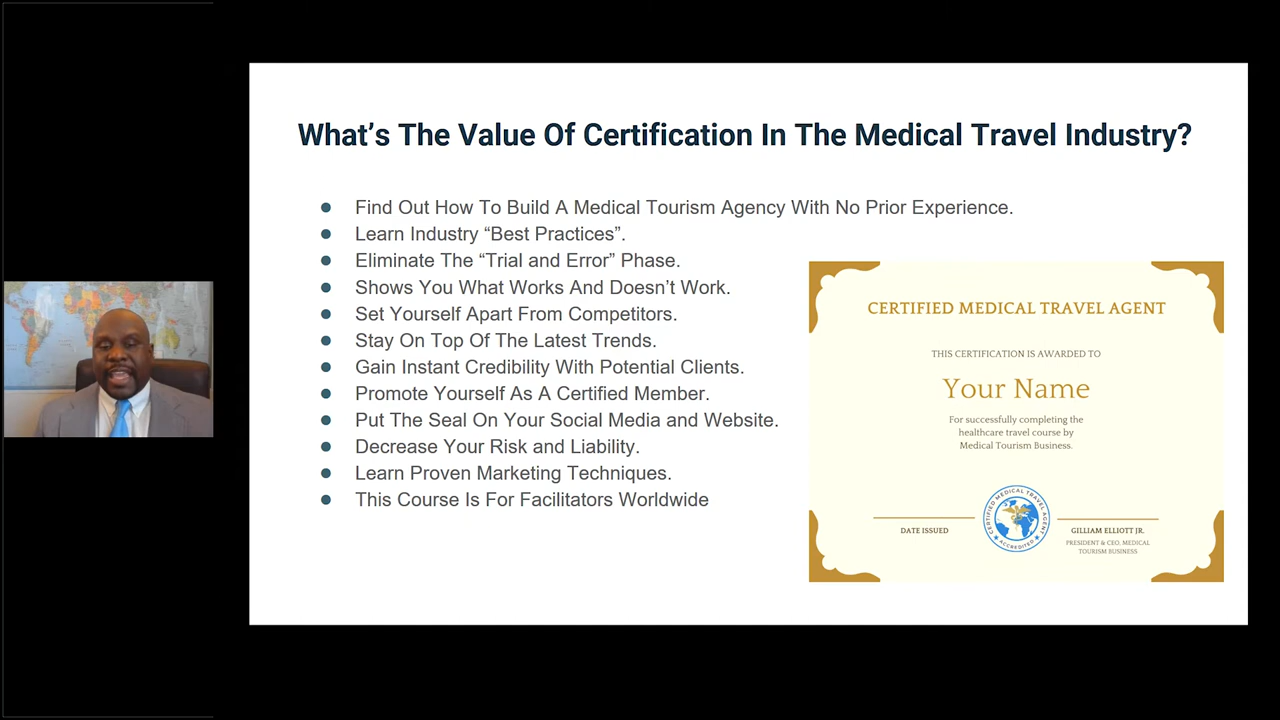 What's The Value Of Certification In The Medical Travel Industry?
Find Out How To Build A Medical Tourism Agency With No Prior Experience.
Learn Industry “Best Practices”.
Eliminate The “Trial and Error” Phase.
Shows You What Works And Doesn't Work.
Set Yourself Apart From Competitors.
Stay On Top Of The Latest Trends.
Gain Instant Credibility With Potential Clients.
Promote Yourself As A Certified Member.
Put The Seal On Your Social Media and Website.
Decrease Your Risk and Liability.
Learn Proven Marketing Techniques.
This Course Is For Facilitators Worldwide
CERTIFIED MEDICAL TRAVEL AGENT
THIS CERTIFICATION IS AWARDED TO
Your Name
For successfully completing the
healthcare travel course by
Medical Tourism Business.
CERTIFIED MEDICAL TRAVEL AGENT
ACCREDITED
DATE ISSUED
GILLIAM ELLIOTT JR.
PRESIDENT & CEO, MEDICAL
TOURISM BUSINESS